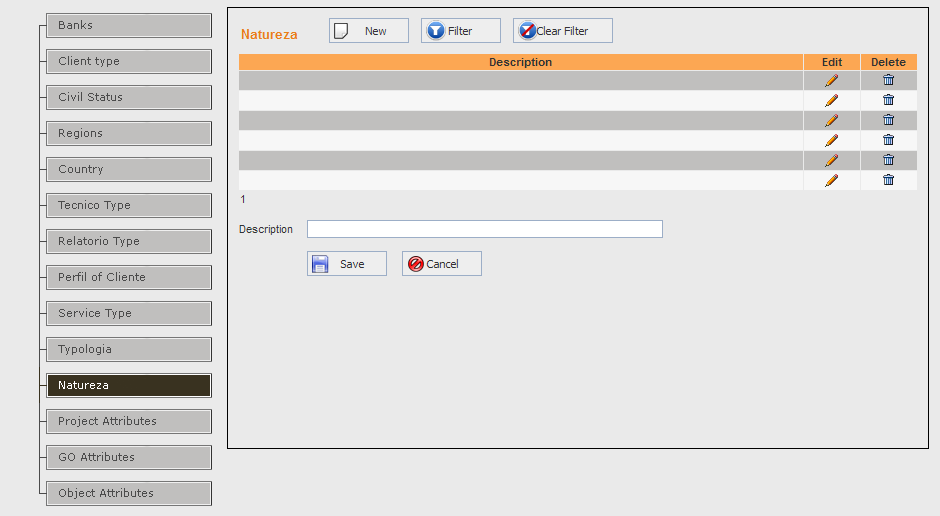 Banks
Client type
Civil Status
Regions
Country
Tecnico Type
Relatorio Type
Perfil of Cliente
Service Type
Typologia
Natureza
Project Attributes
GO Attributes
Object Attributes
Natureza New Filter Clear Filter
Description Edit Delete
1
Description
Save Cancel